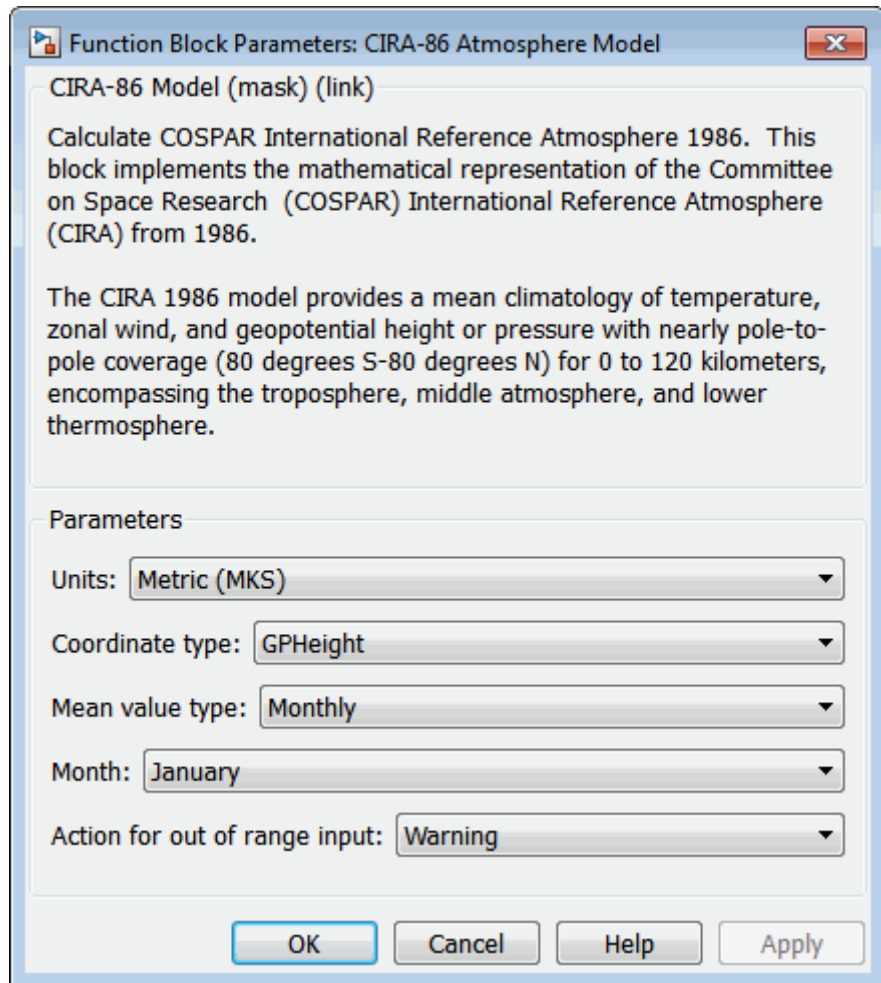 Function Block Parameters: CIRA-86 Atmosphere Model
CIRA-86 Model (mask) (link)
Calculate COSPAR International Reference Atmosphere 1986.  This
block implements the mathematical representation of the Committee
on Space Research  (COSPAR) International Reference Atmosphere
(CIRA) from 1986.
The CIRA 1986 model provides a mean climatology of temperature,
zonal wind, and geopotential height or pressure with nearly pole-to-
pole coverage (80 degrees S-80 degrees N) for 0 to 120 kilometers,
encompassing the troposphere, middle atmosphere, and lower
thermosphere.
Parameters
Units: Metric (MKS)
Coordinate type: GPHeight
Mean value type: Monthly
Month: January
Action for out of range input: Warning
OK Cancel Help Apply